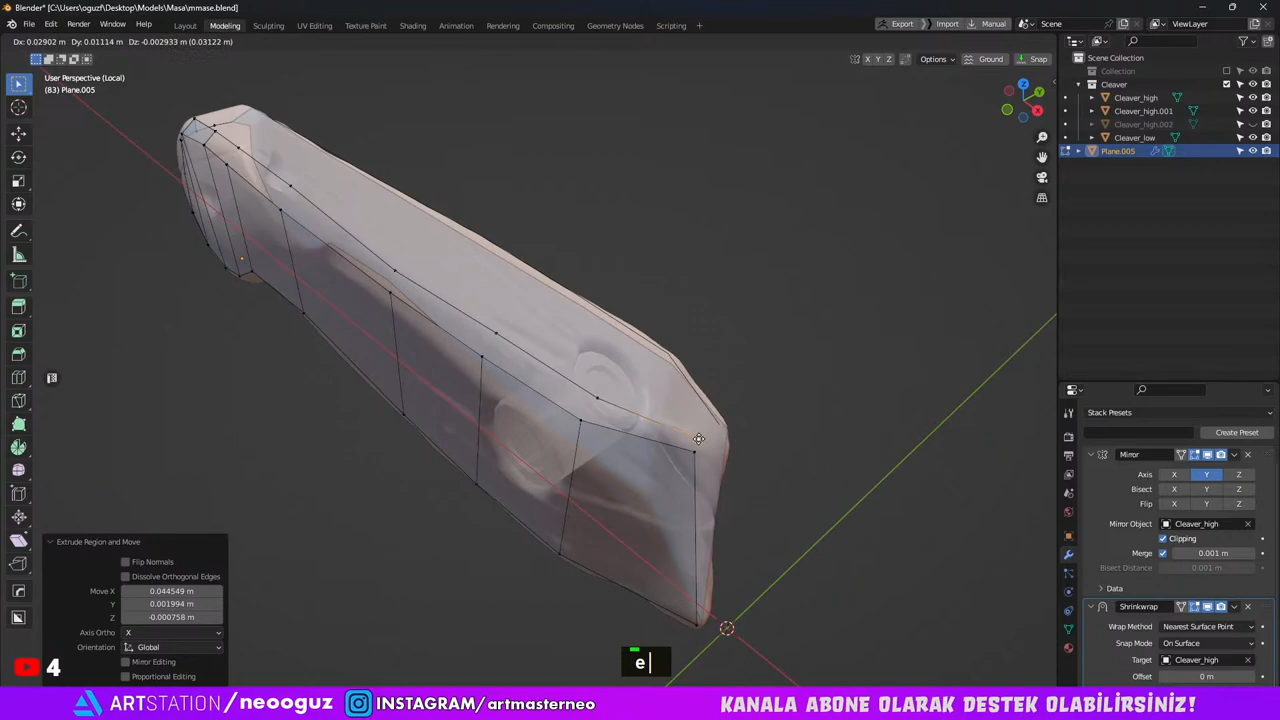 Blender* [C:\Users\oguzf\Desktop\Models\Masa\mmase.blend]
File Edit Render Window Help
Layout Modeling Sculpting UV Editing Texture Paint Shading Animation Rendering Compositing Geometry Nodes Scripting +
Export Import Manual
Scene
ViewLayer
Dx: 0.02902 m Dy: 0.01114 m Dz: -0.002933 m (0.03122 m)
X Y Z Options Ground Snap
User Perspective (Local)
(83) Plane.005
Z
Y
X
Scene Collection
Collection
Cleaver
Cleaver_high
Cleaver_high.001
Cleaver_high.002
Cleaver_low
Plane.005
Stack Presets
Create Preset
Mirror
Axis X Y Z
Bisect X Y Z
Flip X Y Z
Mirror Object Cleaver_high
Clipping
Merge 0.001 m
Bisect Distance 0.001 m
Data
Shrinkwrap
Wrap Method Nearest Surface Point
Snap Mode On Surface
Target Cleaver_high
Offset 0 m
Extrude Region and Move
Flip Normals
Dissolve Orthogonal Edges
Move X 0.044549 m
Y 0.001994 m
Z -0.000758 m
Axis Ortho X
Orientation Global
Mirror Editing
Proportional Editing
4
e
ARTSTATION/neooguz INSTAGRAM/artmasterneo KANALA ABONE OLARAK DESTEK OLABİLİRSİNİZ!